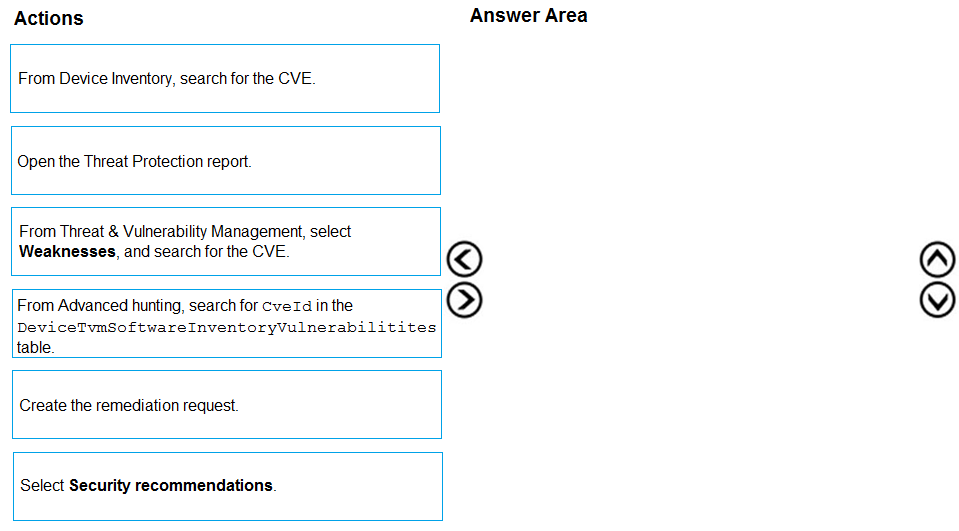 Actions
Answer Area
From Device Inventory, search for the CVE.
Open the Threat Protection report.
From Threat & Vulnerability Management, select
Weaknesses, and search for the CVE.
From Advanced hunting, search for CveId in the
DeviceTvmSoftwareInventoryVulnerabilitites
table.
Create the remediation request.
Select Security recommendations.